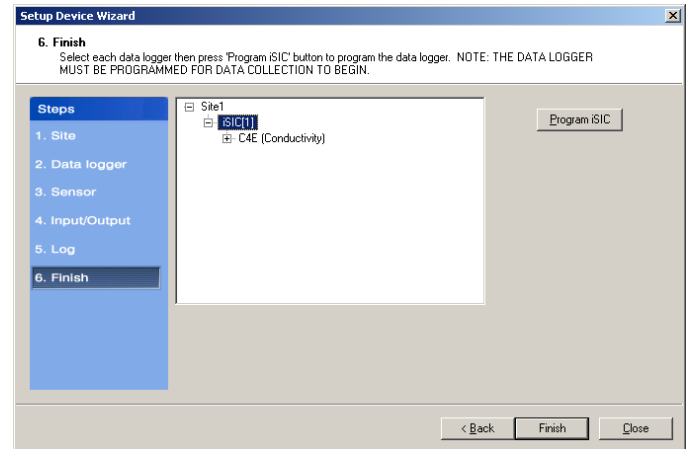 Setup Device Wizard
6. Finish
Select each data logger then press 'Program iSIC' button to program the data logger. NOTE: THE DATA LOGGER
MUST BE PROGRAMMED FOR DATA COLLECTION TO BEGIN.
Steps
1. Site
2. Data logger
3. Sensor
4. Input/Output
5. Log
6. Finish
Site1
iSIC[1]
C4E (Conductivity)
Program iSIC
< Back
Finish
Close